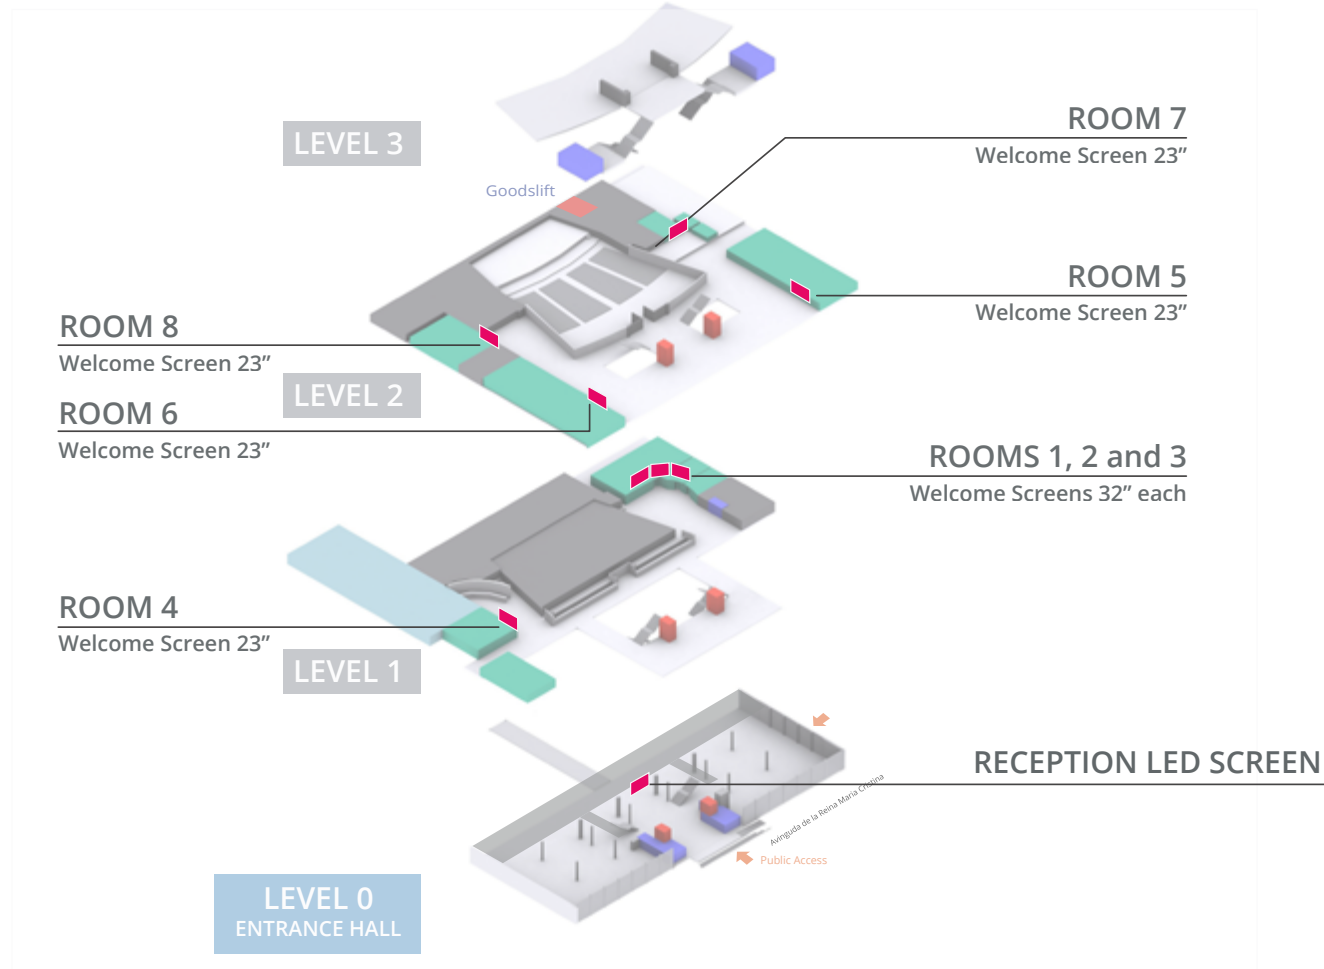 LEVEL 3
Goodslift
ROOM 7
Welcome Screen 23”
ROOM 5
Welcome Screen 23”
ROOM 8
Welcome Screen 23”
LEVEL 2
ROOM 6
Welcome Screen 23”
ROOMS 1, 2 and 3
Welcome Screens 32” each
ROOM 4
Welcome Screen 23”
LEVEL 1
RECEPTION LED SCREEN
Avinguda de la Reina Maria Cristina
Public Access
LEVEL 0
ENTRANCE HALL